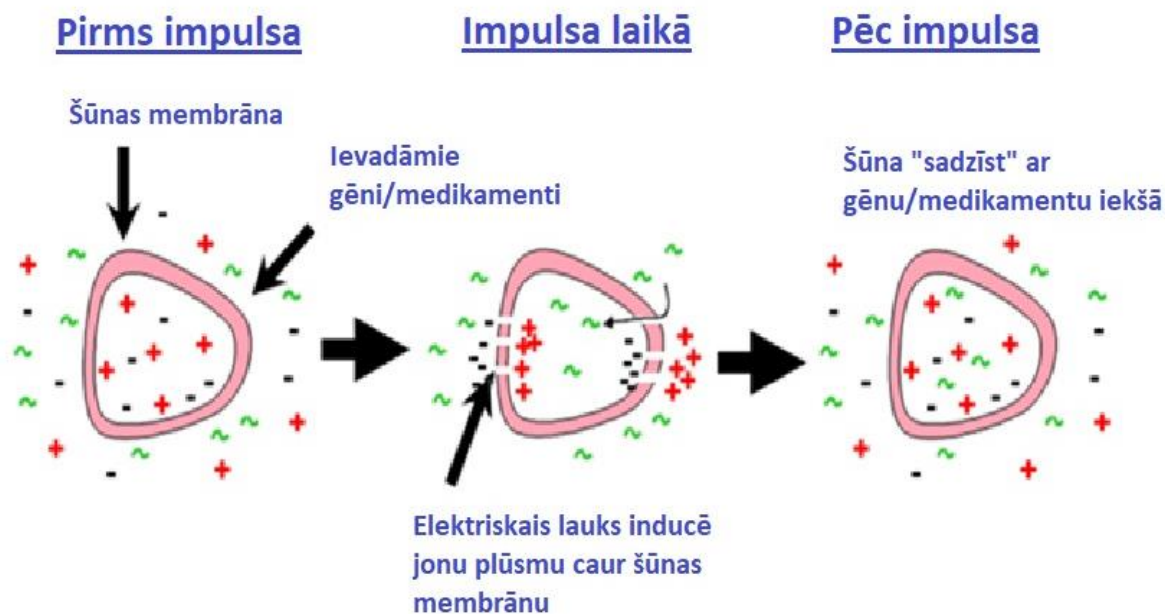 Pirms impulsa
Impulsa laikā
Pēc impulsa
Šūnas membrāna
Ievadāmie
gēni/medikamenti
Šūna "sadzīst" ar
gēnu/medikamentu iekšā
Elektriskais lauks inducē
jonu plūsmu caur šūnas
membrānu